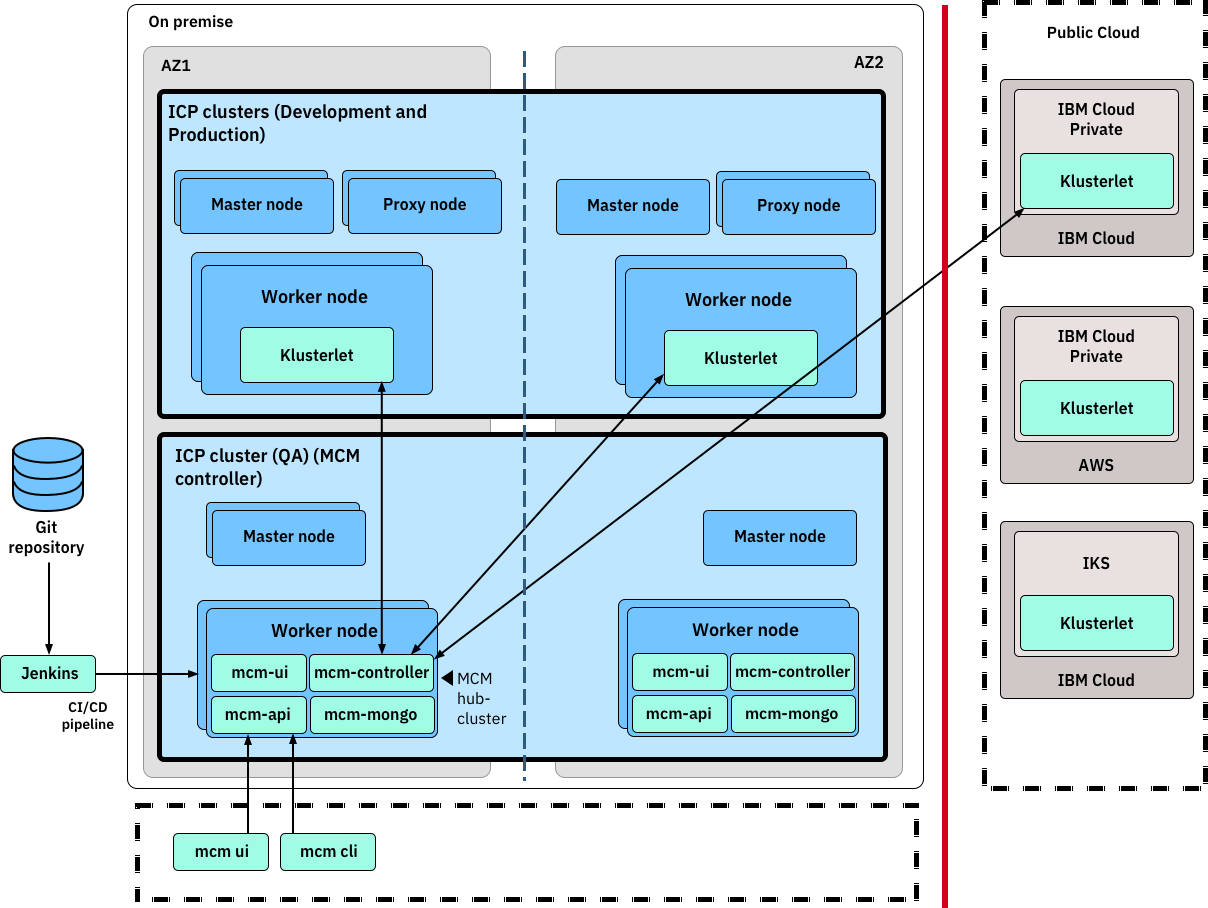 On premise
AZ1
AZ2
ICP clusters (Development and
Production)
Master node
Proxy node
Master node
Proxy node
Worker node
Klusterlet
Worker node
Klusterlet
ICP cluster (QA) (MCM
controller)
Master node
Master node
Worker node
mcm-ui
mcm-controller
mcm-api
mcm-mongo
MCM
hub-
cluster
Worker node
mcm-ui
mcm-controller
mcm-api
mcm-mongo
Git
repository
Jenkins
CI/CD
pipeline
mcm ui
mcm cli
Public Cloud
IBM Cloud
Private
Klusterlet
IBM Cloud
IBM Cloud
Private
Klusterlet
AWS
IKS
Klusterlet
IBM Cloud